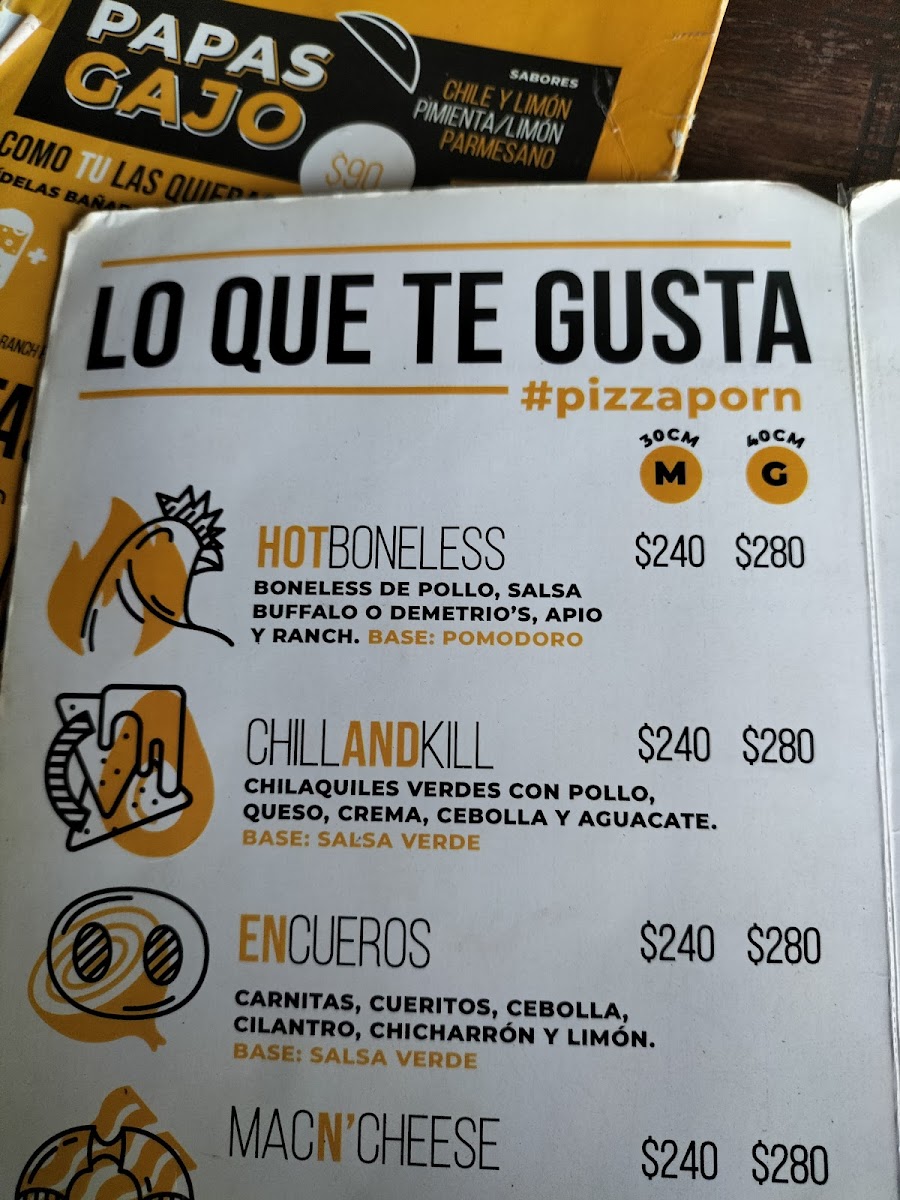 PAPAS
GAJO
SABORES
CHILE Y LIMÓN
PIMIENTA/LIMÓN
PARMESANO
COMO TU LAS
$90
LO QUE TE GUSTA
#pizzaporn
30CM 40CM
M G
HOTBONELESS $240 $280
BONELESS DE POLLO, SALSA
BUFFALO O DEMETRIO'S, APIO
Y RANCH. BASE: POMODORO
CHILLANDKILL $240 $280
CHILAQUILES VERDES CON POLLO,
QUESO, CREMA, CEBOLLA Y AGUACATE.
BASE: SALSA VERDE
ENCUEROS $240 $280
CARNITAS, CUERITOS, CEBOLLA,
CILANTRO, CHICHARRÓN Y LIMÓN.
BASE: SALSA VERDE
MACN'CHEESE $240 $280
RANCH